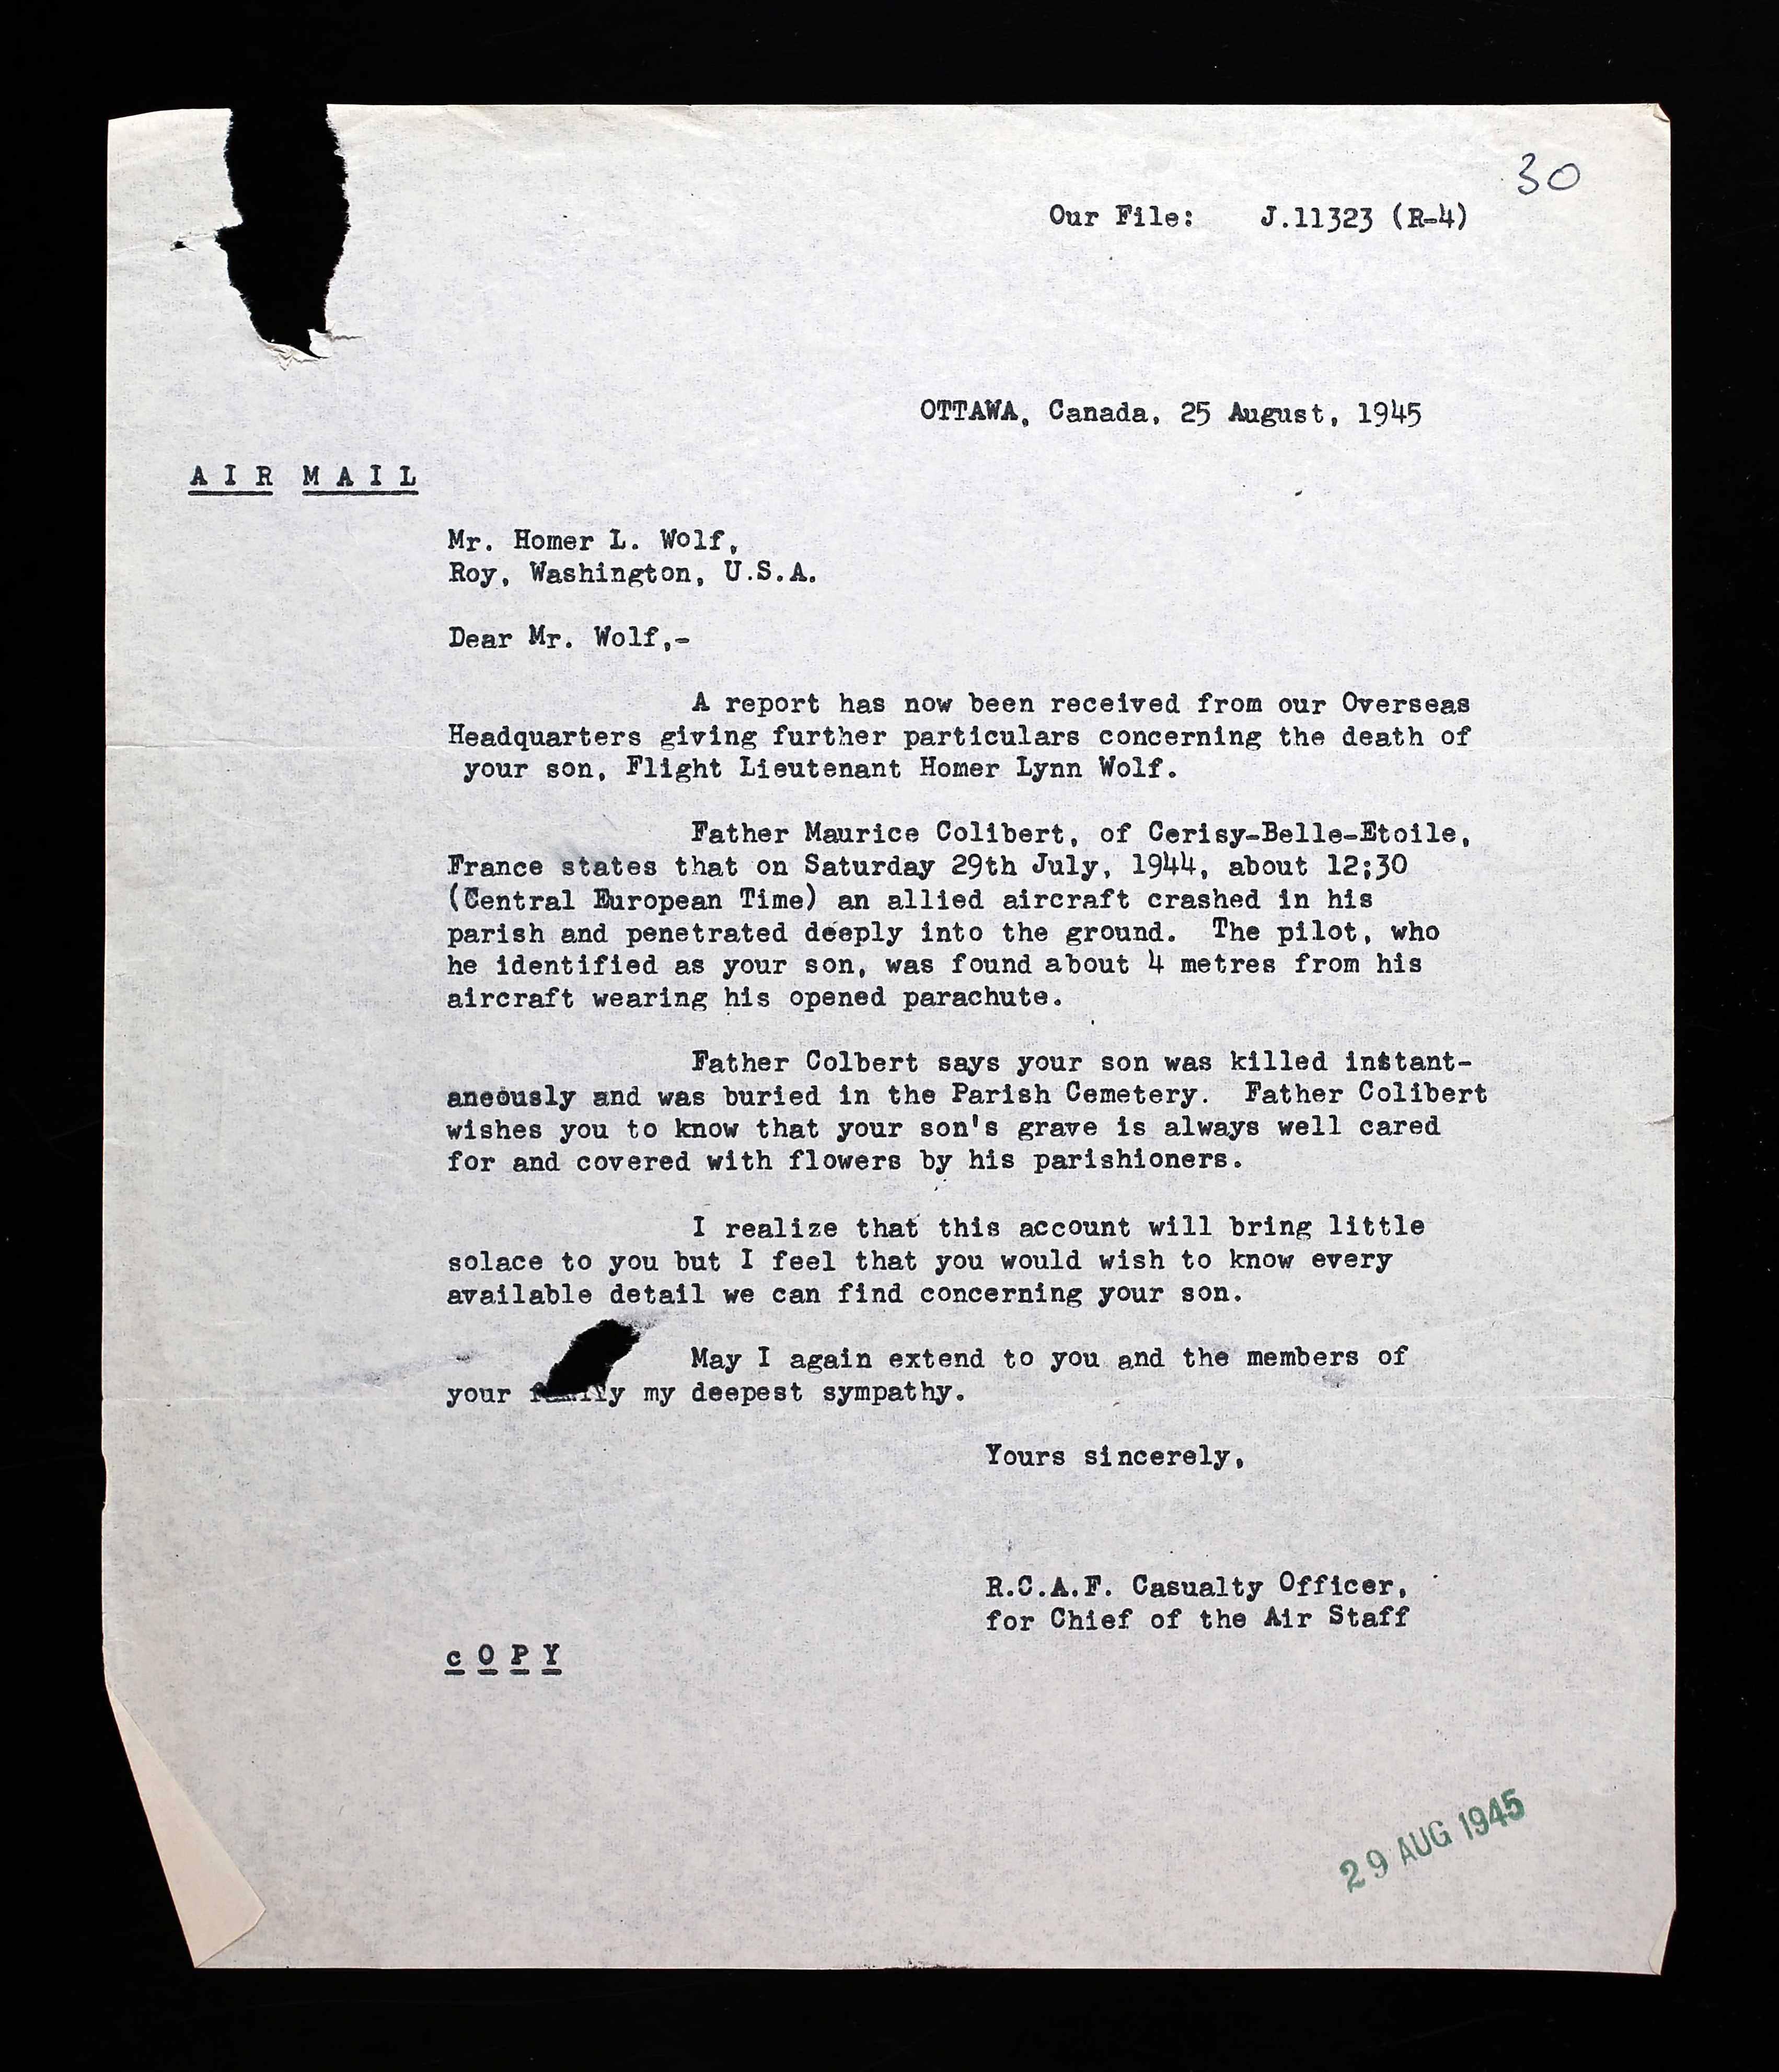 30
Our File: J.11323 (R-4)
OTTAWA, Canada, 25 August, 1945
A I R M A I L
Mr. Homer L. Wolf,
Roy, Washington, U.S.A.
Dear Mr. Wolf,-
A report has now been received from our Overseas
Headquarters giving further particulars concerning the death of
your son, Flight Lieutenant Homer Lynn Wolf.
Father Maurice Colibert, of Cerisy-Belle-Etoile,
France states that on Saturday 29th July, 1944, about 12;30
(Central European Time) an allied aircraft crashed in his
parish and penetrated deeply into the ground. The pilot, who
he identified as your son, was found about 4 metres from his
aircraft wearing his opened parachute.
Father Colbert says your son was killed instant-
aneously and was buried in the Parish Cemetery. Father Colibert
wishes you to know that your son's grave is always well cared
for and covered with flowers by his parishioners.
I realize that this account will bring little
solace to you but I feel that you would wish to know every
available detail we can find concerning your son.
May I again extend to you and the members of
your family my deepest sympathy.
Yours sincerely,
R.C.A.F. Casualty Officer,
for Chief of the Air Staff
c O P Y
29 AUG 1945